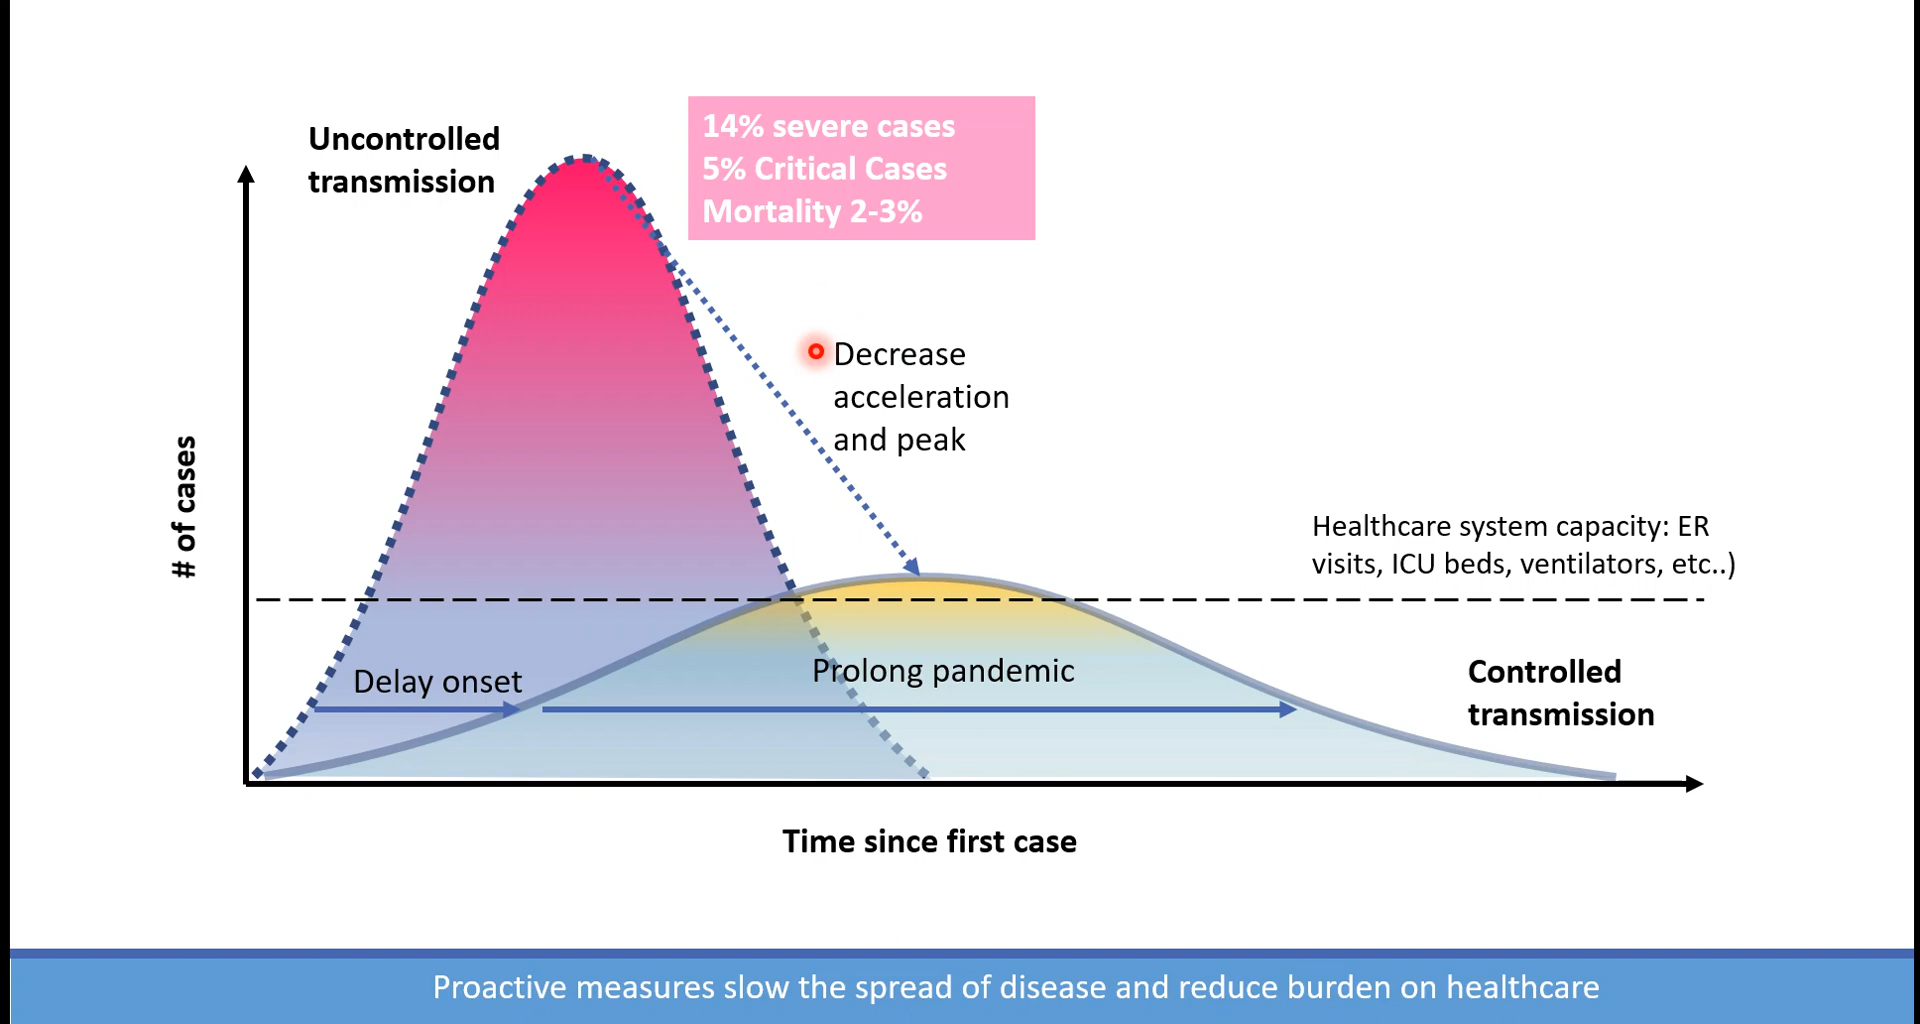 Uncontrolled
transmission
14% severe cases
5% Critical Cases
Mortality 2-3%
Decrease
acceleration
and peak
# of cases
Healthcare system capacity: ER
visits, ICU beds, ventilators, etc..)
Delay onset
Prolong pandemic
Controlled
transmission
Time since first case
Proactive measures slow the spread of disease and reduce burden on healthcare